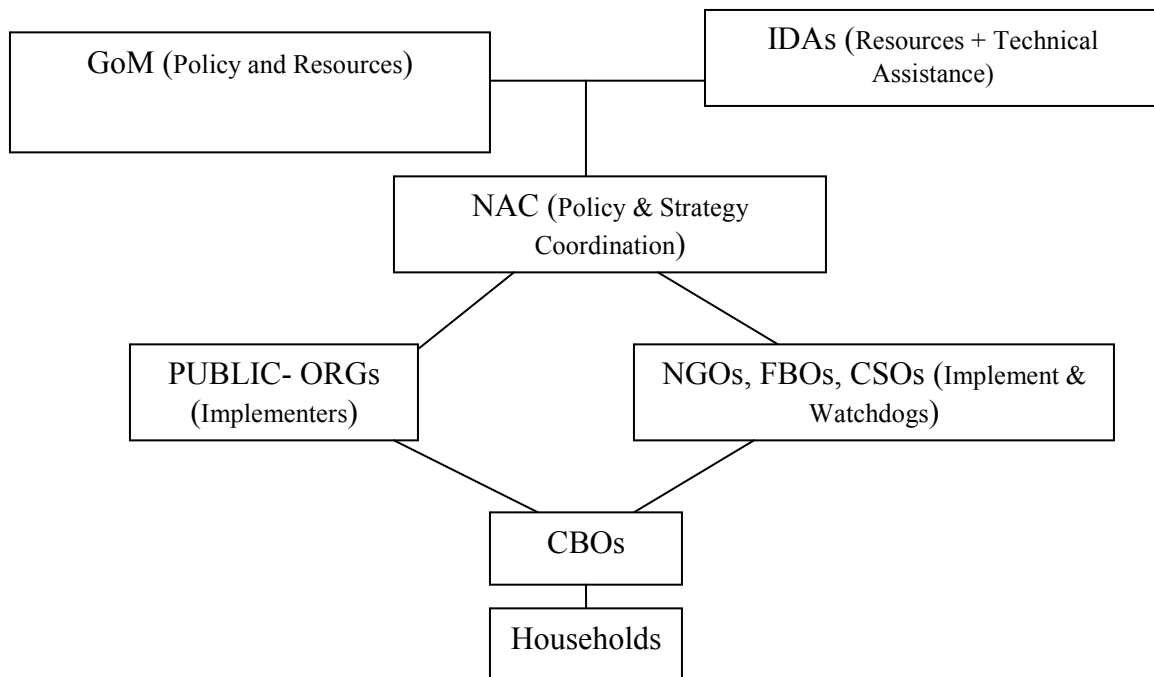 GoM (Policy and Resources)
IDAs (Resources + Technical
Assistance)
NAC (Policy & Strategy
Coordination)
PUBLIC- ORGs
(Implementers)
NGOs, FBOs, CSOs (Implement &
Watchdogs)
CBOs
Households